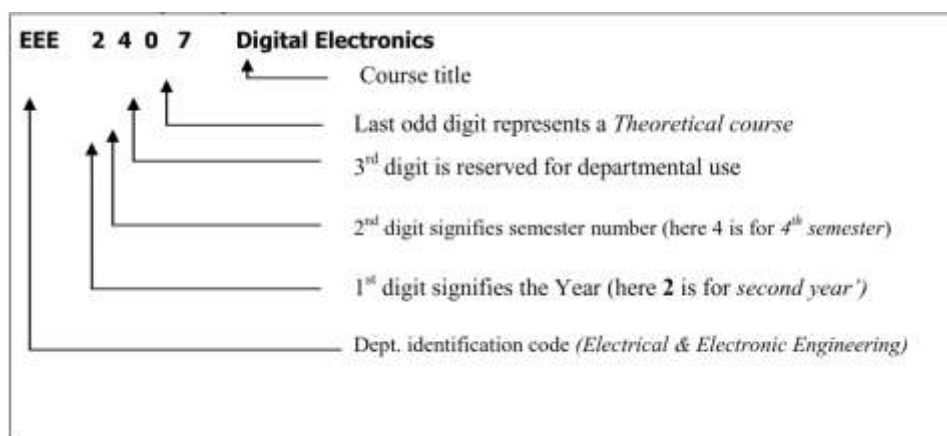 EEE 2 4 0 7 Digital Electronics
Course title
Last odd digit represents a Theoretical course
3rd digit is reserved for departmental use
2nd digit signifies semester number (here 4 is for 4th semester)
1st digit signifies the Year (here 2 is for second year’)
Dept. identification code (Electrical & Electronic Engineering)